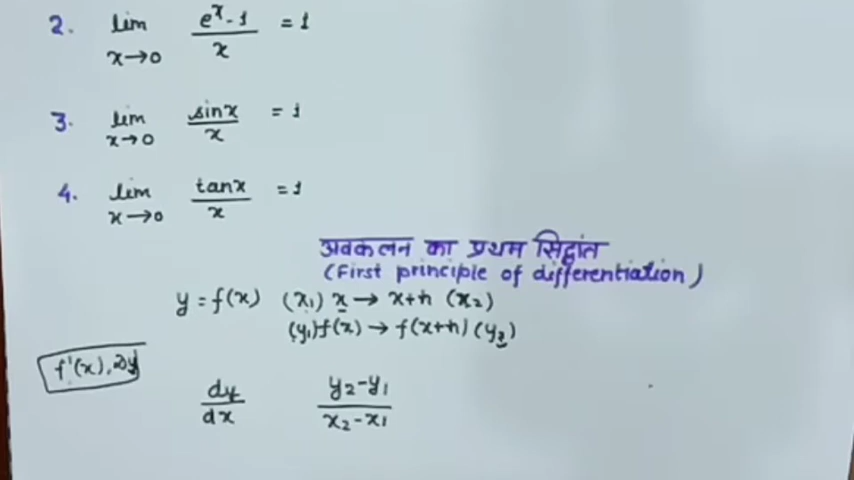 2. lim e^x - 1 = 1
x→0 x
3. lim sinx = 1
x→0 x
4. lim tanx = 1
x→0 x
अवकलन का प्रथम सिद्धांत
(First principle of differentiation)
y = f(x) (x₁) x → x+h (x₂)
(y₁) f(x) → f(x+h) (y₂)
f'(x),
dy y₂-y₁
dx x₂-x₁